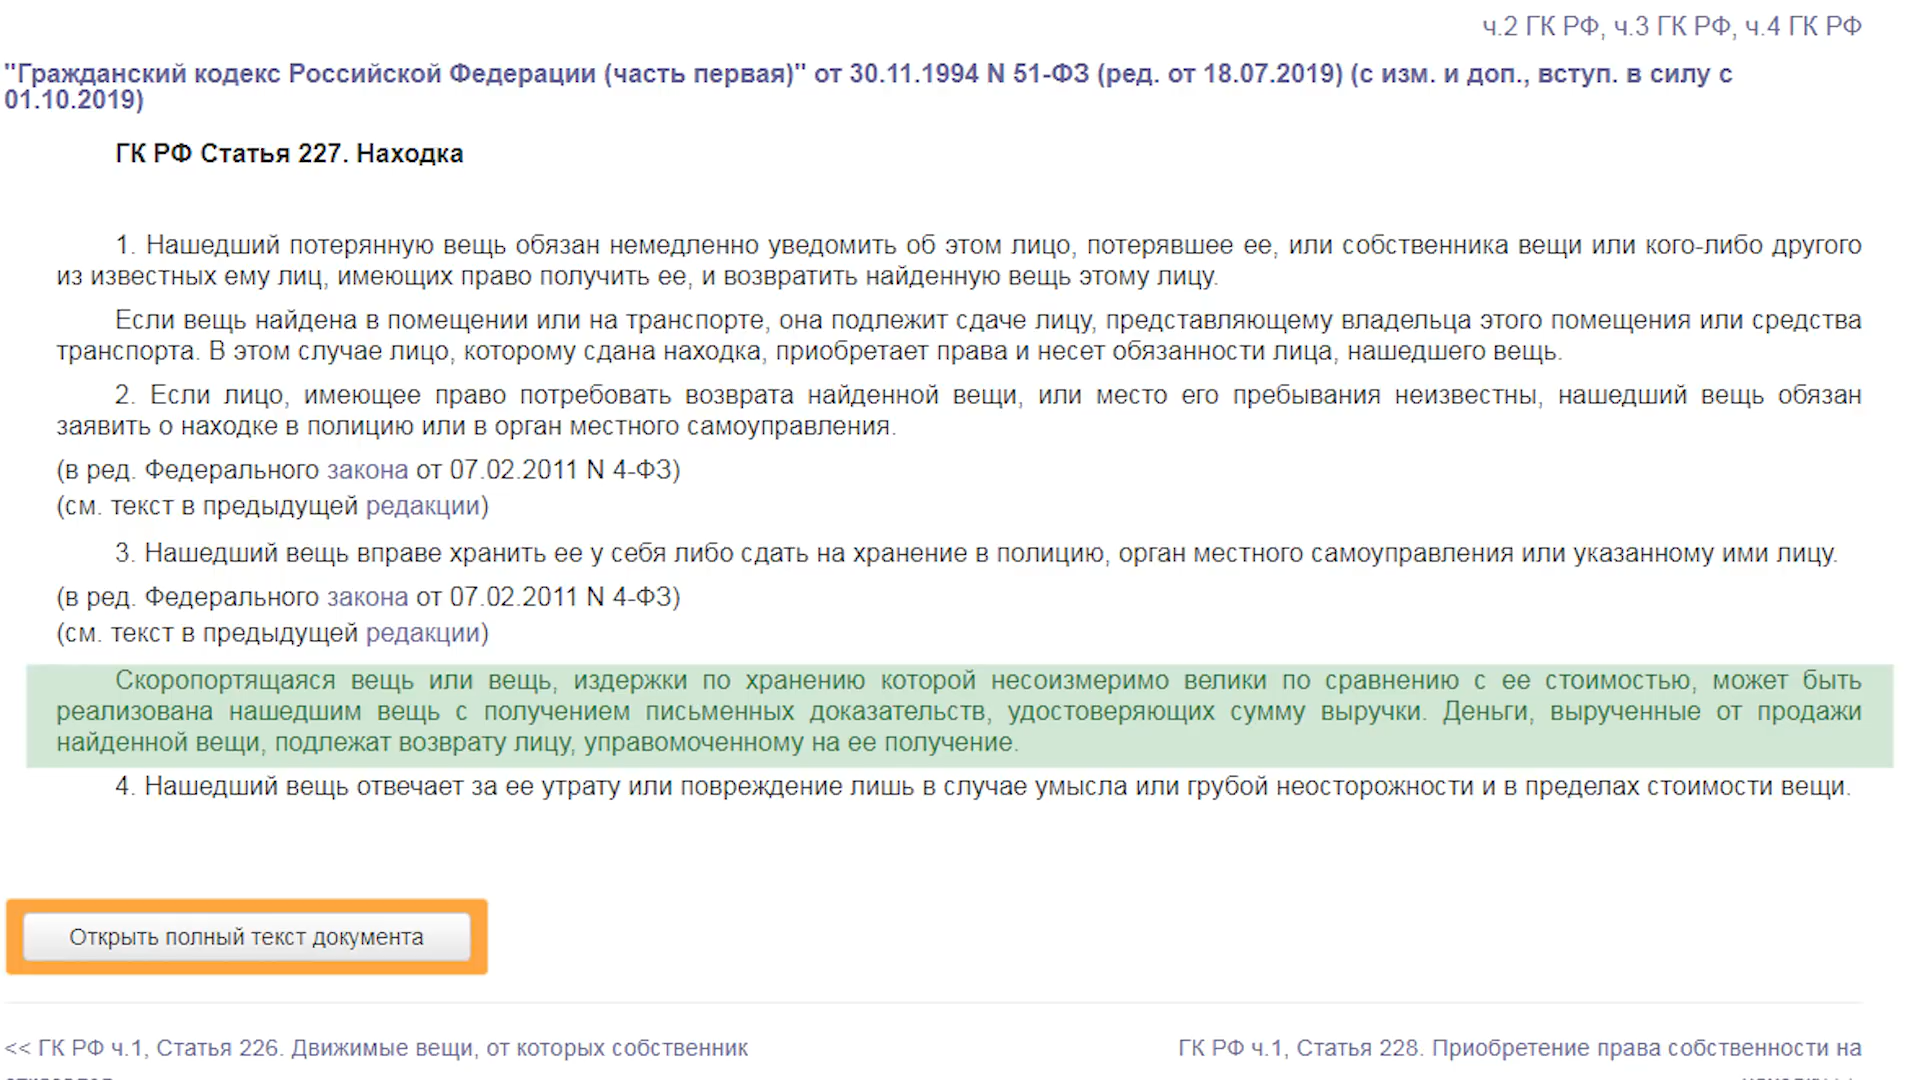 ч.2 ГК РФ, ч.3 ГК РФ, ч.4 ГК РФ
"Гражданский кодекс Российской Федерации (часть первая)" от 30.11.1994 N 51-ФЗ (ред. от 18.07.2019) (с изм. и доп., вступ. в силу с
01.10.2019)
ГК РФ Статья 227. Находка
1. Нашедший потерянную вещь обязан немедленно уведомить об этом лицо, потерявшее ее, или собственника вещи или кого-либо другого
из известных ему лиц, имеющих право получить ее, и возвратить найденную вещь этому лицу.
Если вещь найдена в помещении или на транспорте, она подлежит сдаче лицу, представляющему владельца этого помещения или средства
транспорта. В этом случае лицо, которому сдана находка, приобретает права и несет обязанности лица, нашедшего вещь.
2. Если лицо, имеющее право потребовать возврата найденной вещи, или место его пребывания неизвестны, нашедший вещь обязан
заявить о находке в полицию или в орган местного самоуправления.
(в ред. Федерального закона от 07.02.2011 N 4-ФЗ)
(см. текст в предыдущей редакции)
3. Нашедший вещь вправе хранить ее у себя либо сдать на хранение в полицию, орган местного самоуправления или указанному ими лицу.
(в ред. Федерального закона от 07.02.2011 N 4-ФЗ)
(см. текст в предыдущей редакции)
Скоропортящаяся вещь или вещь, издержки по хранению которой несоизмеримо велики по сравнению с ее стоимостью, может быть
реализована нашедшим вещь с получением письменных доказательств, удостоверяющих сумму выручки. Деньги, вырученные от продажи
найденной вещи, подлежат возврату лицу, управомоченному на ее получение.
4. Нашедший вещь отвечает за ее утрату или повреждение лишь в случае умысла или грубой неосторожности и в пределах стоимости вещи.
Открыть полный текст документа
<< ГК РФ ч.1, Статья 226. Движимые вещи, от которых собственник
ГК РФ ч.1, Статья 228. Приобретение права собственности на